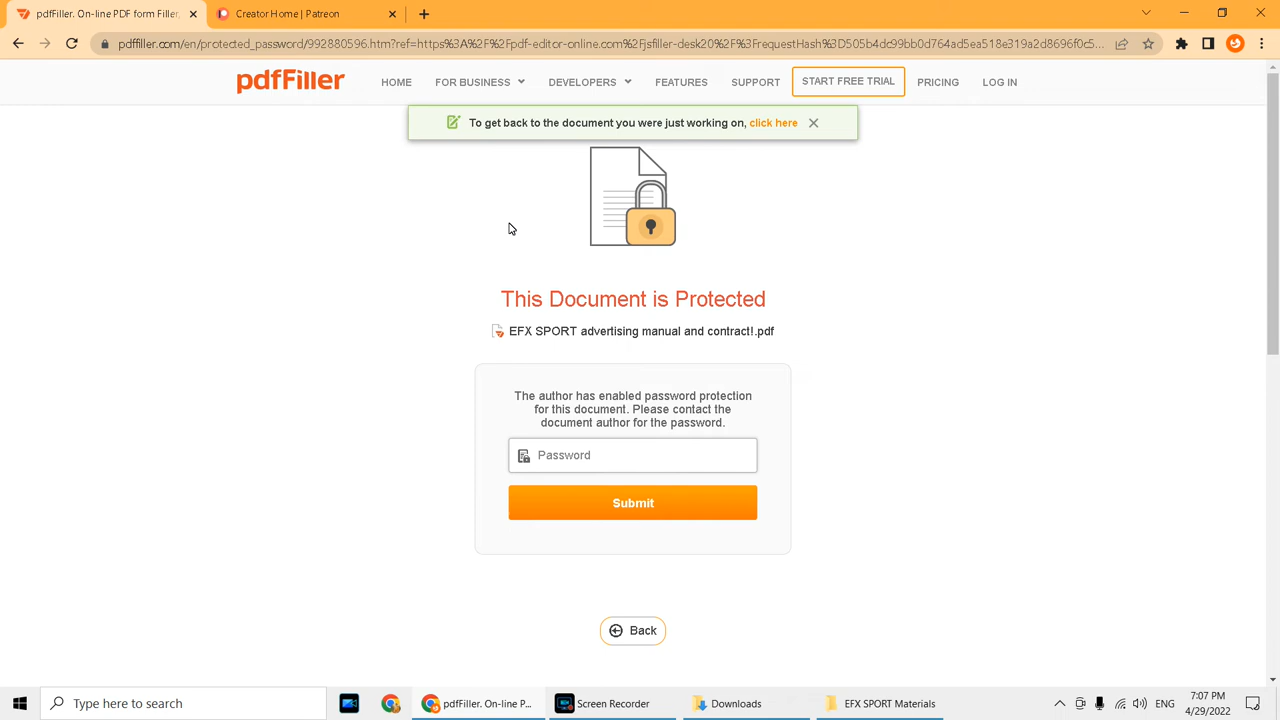 pdfFiller. On-line PDF form Filler,
Creator Home | Patreon
pdffiller.com/en/protected_password/992880596.htm?ref=https%3A%2F%2Fpdf-editor-online.com%2Fjsfiller-desk20%2F%3FrequestHash%3D505b4dc99bb0d764ad5ea518e319a2d8696f0c5...
pdfFiller
HOME
FOR BUSINESS
DEVELOPERS
FEATURES
SUPPORT
START FREE TRIAL
PRICING
LOG IN
To get back to the document you were just working on, click here
This Document is Protected
EFX SPORT advertising manual and contract!.pdf
The author has enabled password protection
for this document. Please contact the
document author for the password.
Password
Submit
Back
Type here to search
pdfFiller. On-line P...
Screen Recorder
Downloads
EFX SPORT Materials
ENG
7:07 PM
4/29/2022